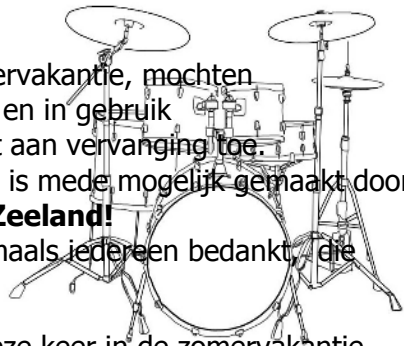 ervakantie, mochten
en in gebruik
t aan vervanging toe.
is mede mogelijk gemaakt door
Zeeland!
maals iedereen bedankt, die
eze keer in de zomervakantie